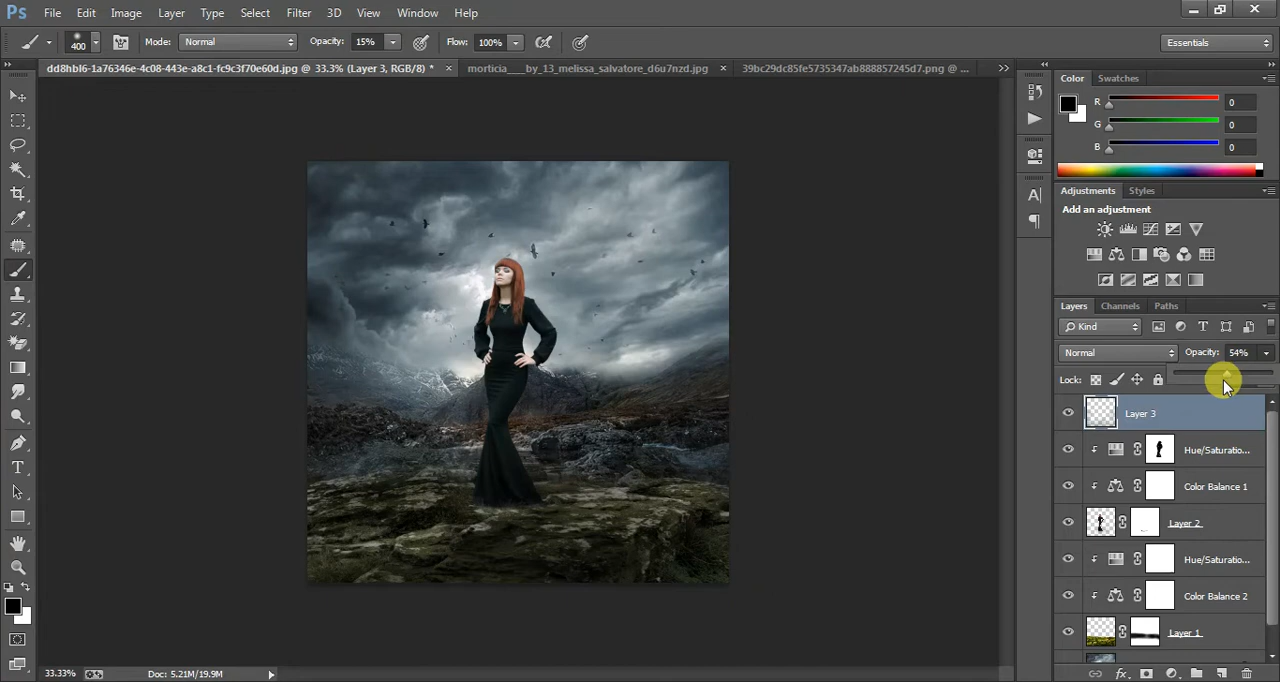 Ps File Edit Image Layer Type Select Filter 3D View Window Help
400 Mode: Normal Opacity: 15% Flow: 100% Essentials
dd8hbl6-1a76346e-4c08-443e-a8c1-fc9c3f70e60d.jpg @ 33.3% (Layer 3, RGB/8) * × morticia___by_13_melissa_salvatore_d6u7nzd.jpg × 39bc29dc85fe5735347ab888857245d7.png @ ...
Color Swatches
R 0
G 0
B 0
Adjustments Styles
Add an adjustment
Layers Channels Paths
Kind
Normal Opacity: 54%
Lock:
Layer 3
Hue/Saturatio...
Color Balance 1
Layer 2
Hue/Saturatio...
Color Balance 2
Layer 1
33.33% Doc: 5.21M/19.9M